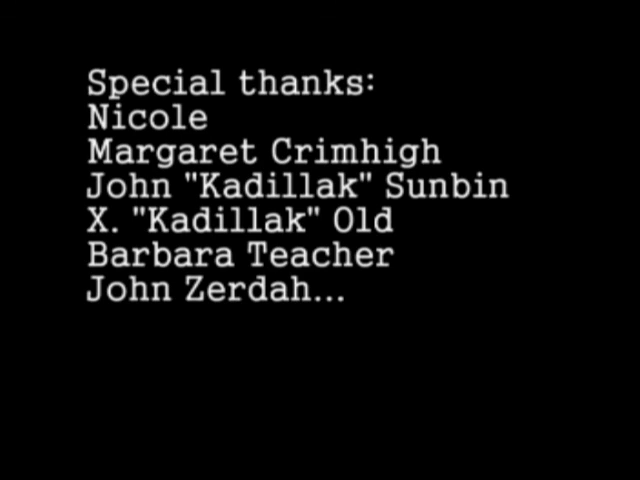 Special thanks:
Nicole
Margaret Crimhigh
John "Kadillak" Sunbin
X. "Kadillak" Old
Barbara Teacher
John Zerdah...